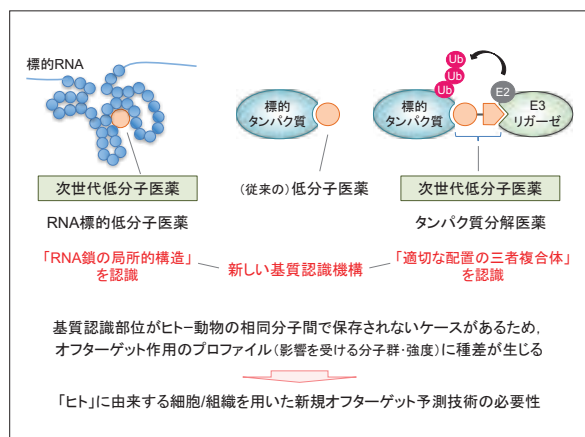 標的RNA
標的
タンパク質
Ub
Ub
Ub
E2
標的
タンパク質
E3
リガーゼ
次世代低分子医薬
(従来の)低分子医薬
次世代低分子医薬
RNA標的低分子医薬
タンパク質分解医薬
「RNA鎖の局所的構造」
を認識
新しい基質認識機構
「適切な配置の三者複合体」
を認識
基質認識部位がヒト−動物の相同分子間で保存されないケースがあるため,
オフターゲット作用のプロファイル(影響を受ける分子群・強度)に種差が生じる
「ヒト」に由来する細胞/組織を用いた新規オフターゲット予測技術の必要性